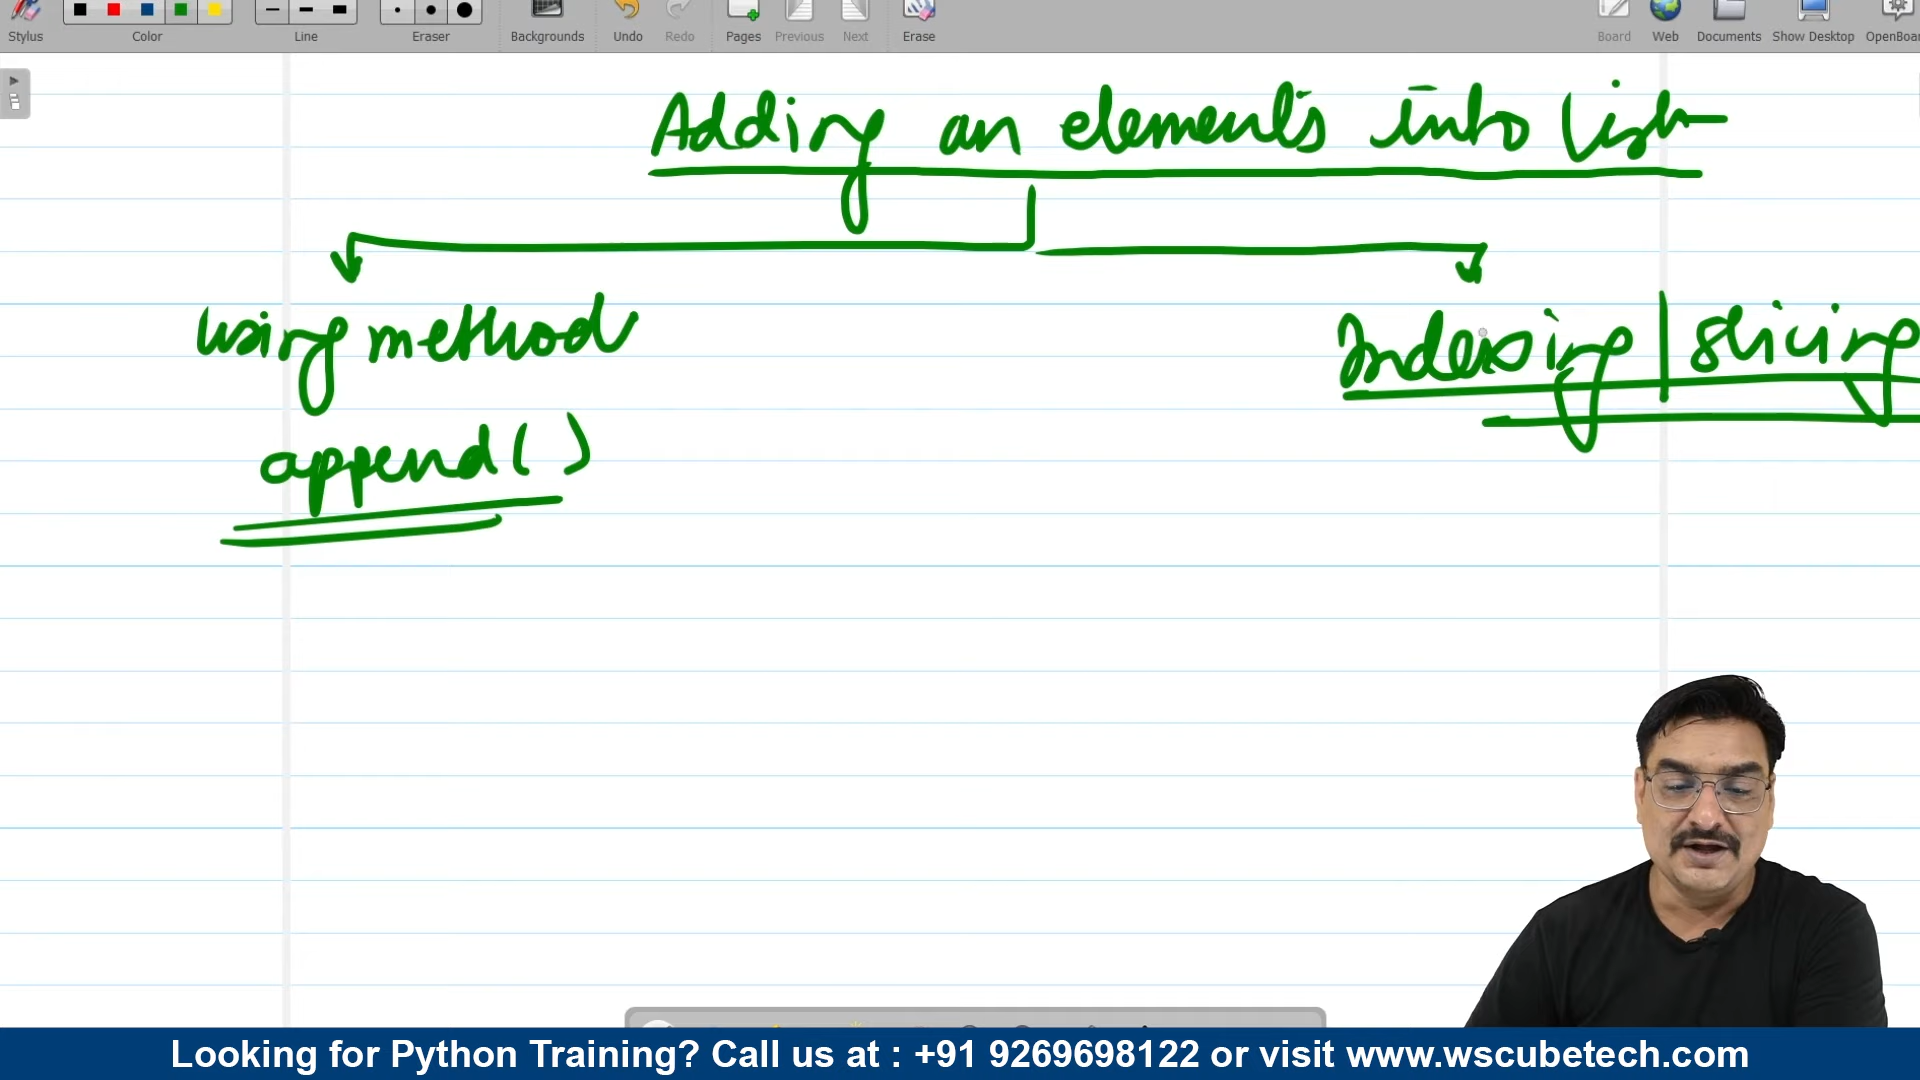 Stylus Color Line Eraser Backgrounds Undo Redo Pages Previous Next Erase Board Web Documents Show Desktop OpenBoar
Adding an elements into list
using method
Indexing | slicing
append( )
Looking for Python Training? Call us at : +91 9269698122 or visit www.wscubetech.com